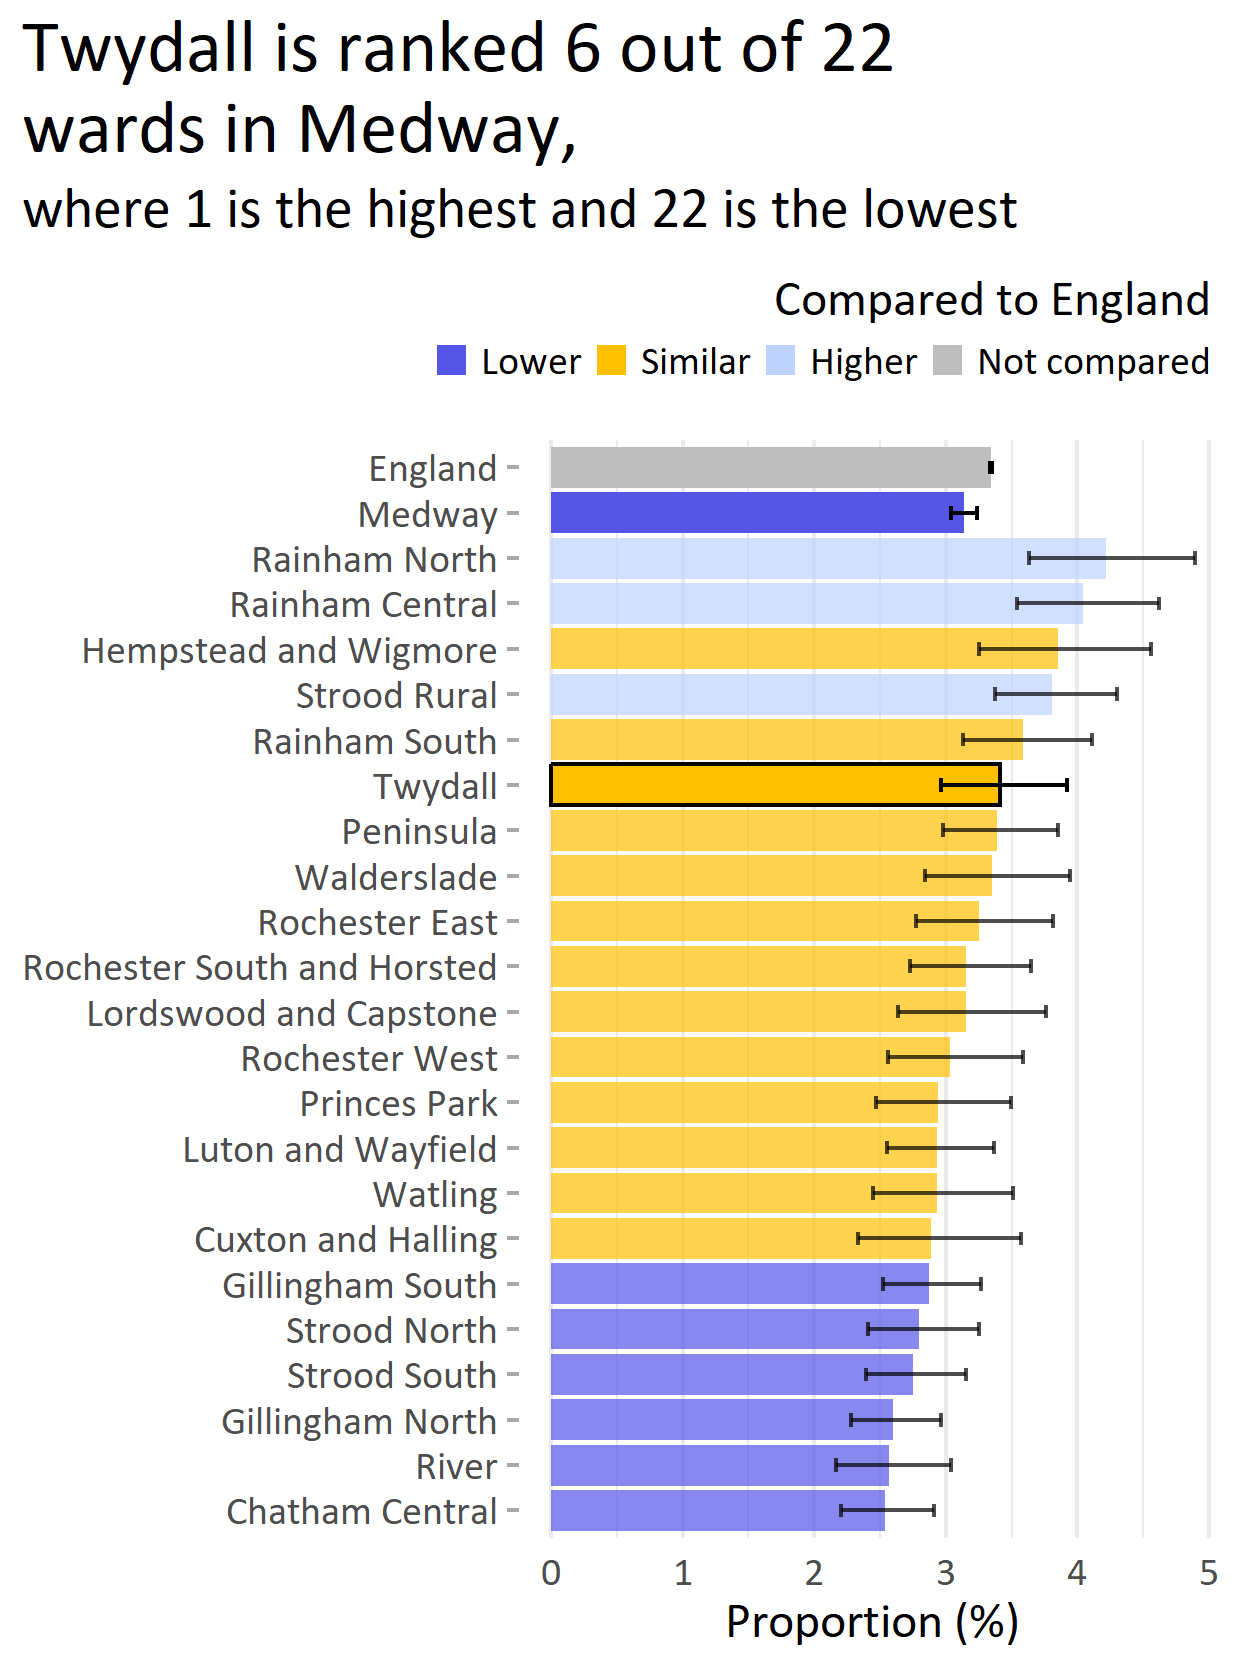 Twydall is ranked 6 out of 22
wards in Medway,
where 1 is the highest and 22 is the lowest
Compared to England
Lower Similar Higher Not compared
England
Medway
Rainham North
Rainham Central
Hempstead and Wigmore
Strood Rural
Rainham South
Twydall
Peninsula
Walderslade
Rochester East
Rochester South and Horsted
Lordswood and Capstone
Rochester West
Princes Park
Luton and Wayfield
Watling
Cuxton and Halling
Gillingham South
Strood North
Strood South
Gillingham North
River
Chatham Central
0 1 2 3 4 5
Proportion (%)